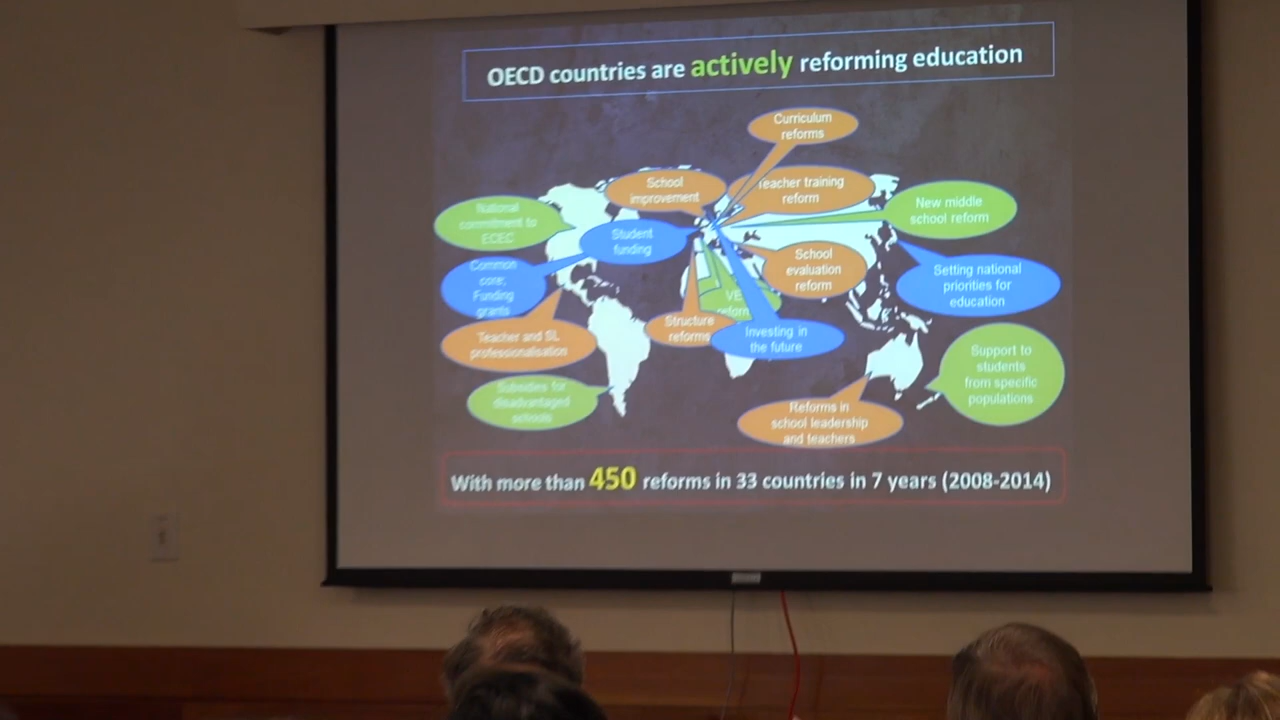 OECD countries are actively reforming education
Curriculum
reforms
School
improvement
Teacher training
reform
New middle
school reform
National
commitment to
ECEC
Student
funding
School
evaluation
reform
Setting national
priorities for
education
Common
core;
Funding
grants
VE
reform
Structure
reforms
Investing in
the future
Teacher and SL
professionalisation
Support to
students
from specific
populations
Subsidies for
disadvantaged
schools
Reforms in
school leadership
and teachers
With more than 450 reforms in 33 countries in 7 years (2008-2014)